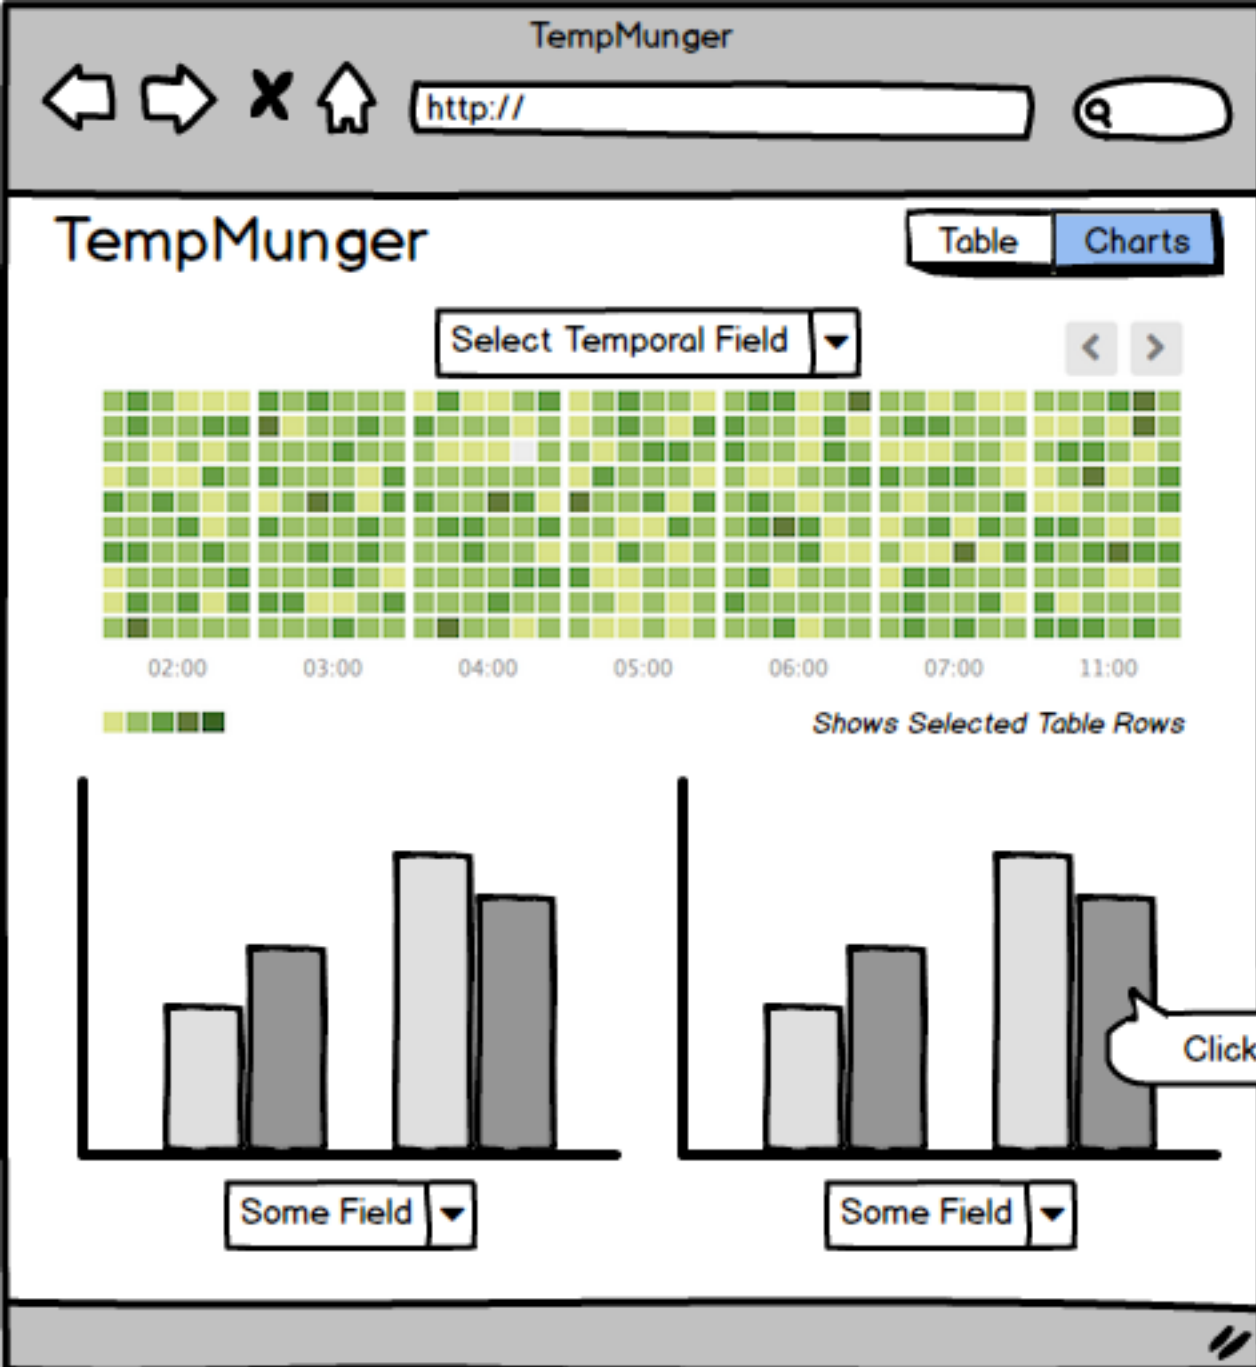 TempMunger
http://
TempMunger
Table
Charts
Select Temporal Field
02:00 03:00 04:00 05:00 06:00 07:00 11:00
Shows Selected Table Rows
Click
Some Field
Some Field